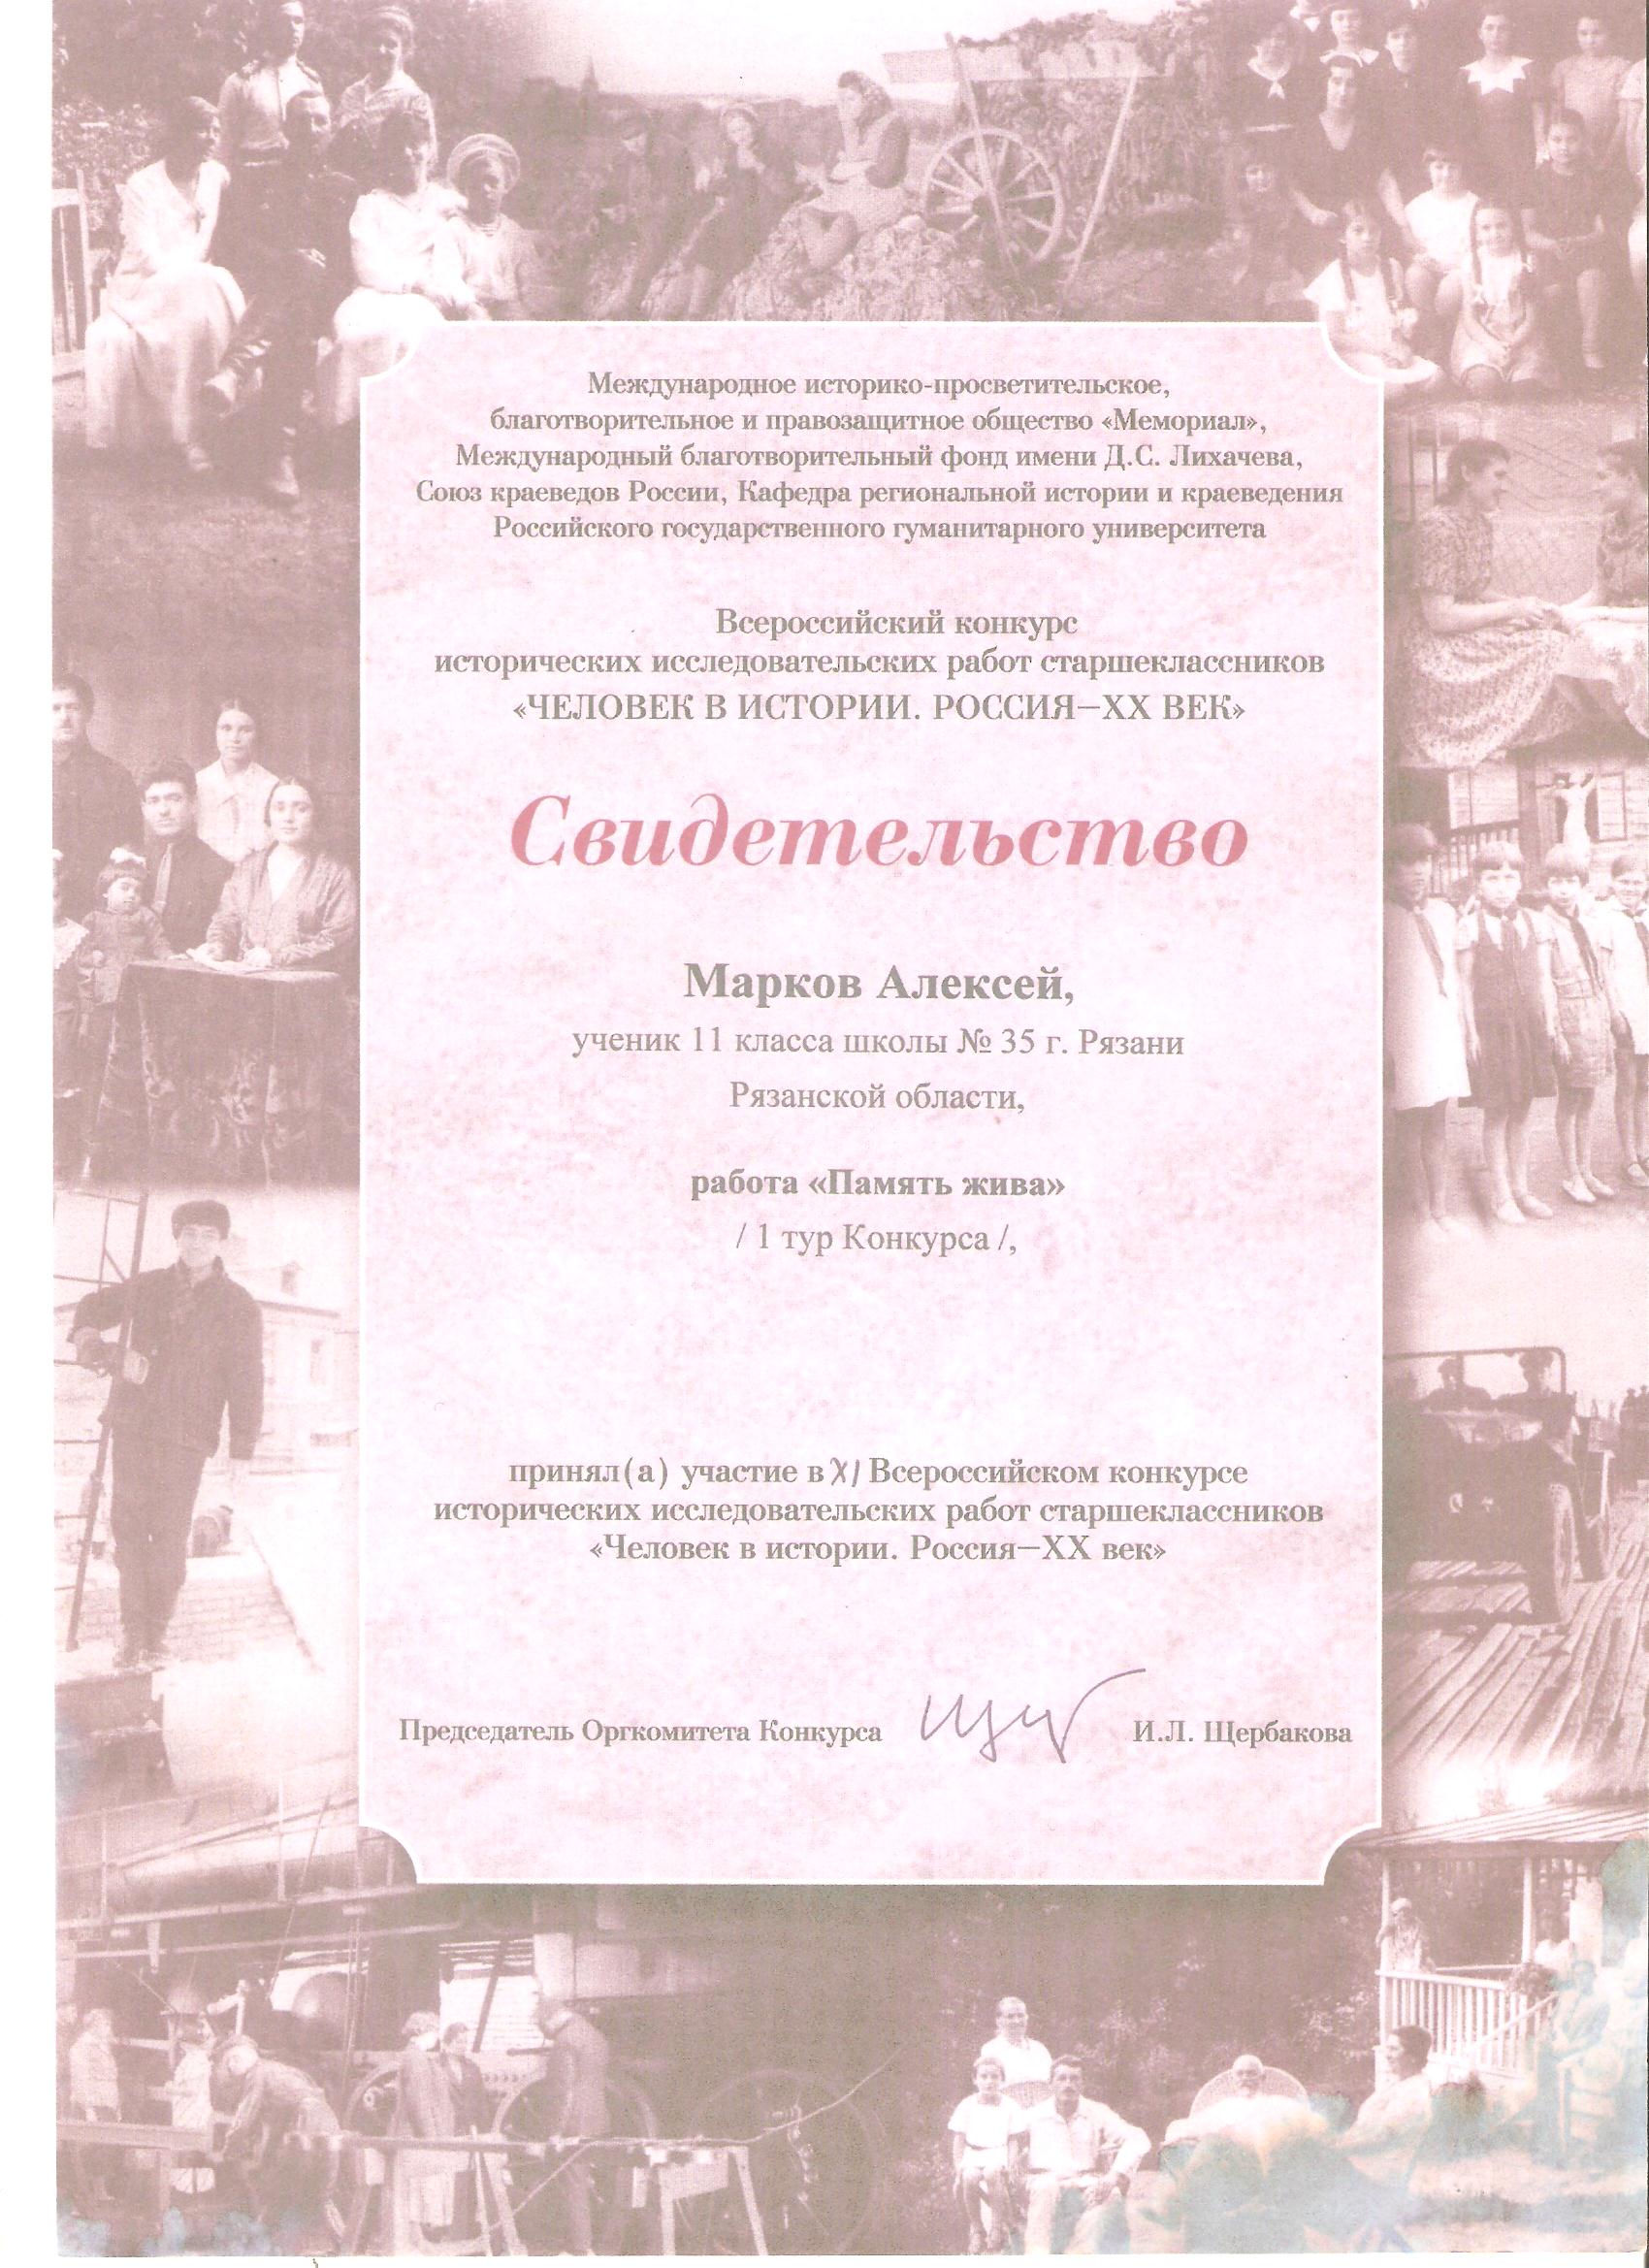 Международное историко-просветительское,
благотворительное и правозащитное общество «Мемориал»,
Международный благотворительный фонд имени Д.С. Лихачева,
Союз краеведов России, Кафедра региональной истории и краеведения
Российского государственного гуманитарного университета
Всероссийский конкурс
исторических исследовательских работ старшеклассников
«ЧЕЛОВЕК В ИСТОРИИ. РОССИЯ–XX ВЕК»
Свидетельство
Марков Алексей,
ученик 11 класса школы № 35 г. Рязани
Рязанской области,
работа «Память жива»
/ 1 тур Конкурса /,
принял(а) участие в XI Всероссийском конкурсе
исторических исследовательских работ старшеклассников
«Человек в истории. Россия–XX век»
Председатель Оргкомитета Конкурса И.Л. Щербакова